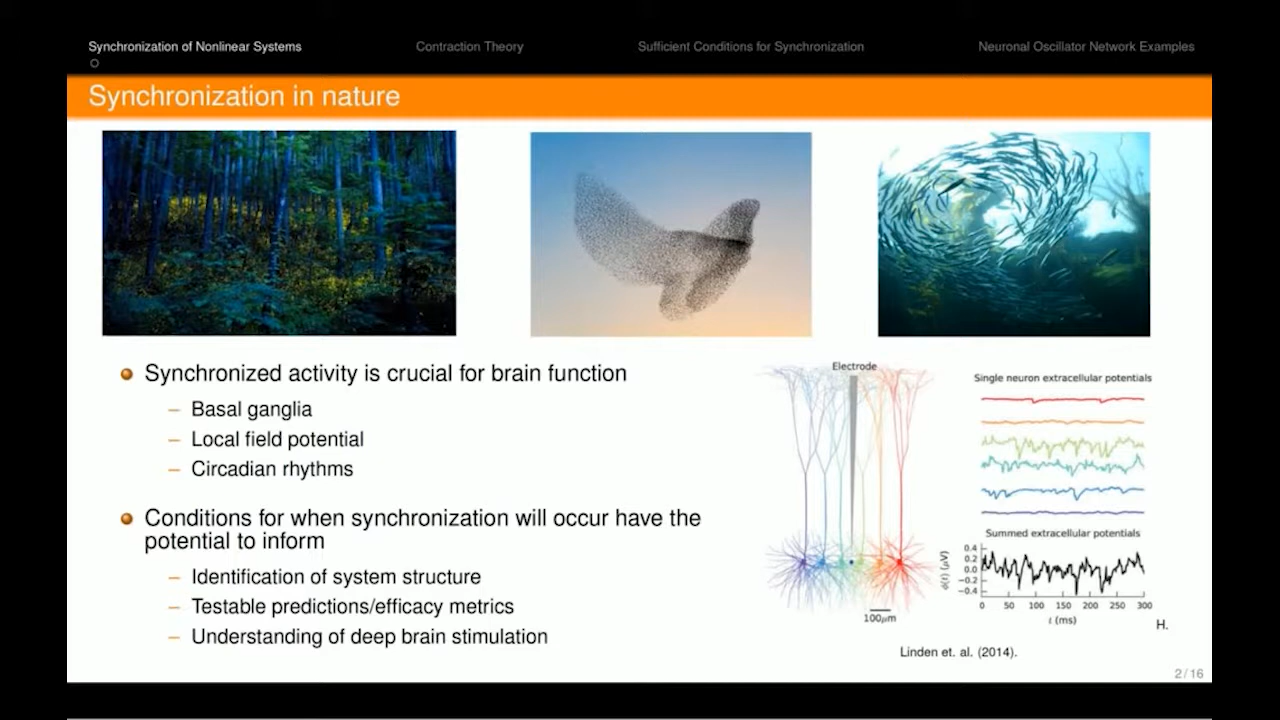 Synchronization of Nonlinear Systems
Contraction Theory
Sufficient Conditions for Synchronization
Neuronal Oscillator Network Examples
Synchronization in nature
Synchronized activity is crucial for brain function
– Basal ganglia
– Local field potential
– Circadian rhythms
Conditions for when synchronization will occur have the
potential to inform
– Identification of system structure
– Testable predictions/efficacy metrics
– Understanding of deep brain stimulation
Electrode
100μm
Single neuron extracellular potentials
Summed extracellular potentials
ϕ(t) (μV)
0.4
0.2
0.0
−0.2
−0.4
0 50 100 150 200 250 300
t (ms)
H.
Linden et. al. (2014).
2 / 16